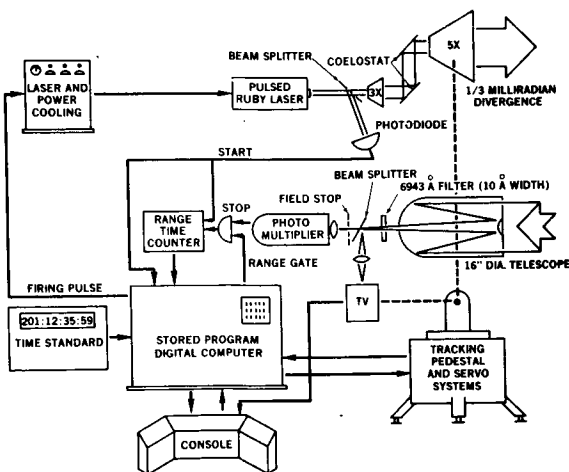 BEAM SPLITTER
COELOSTAT
5X
LASER AND
POWER
COOLING
PULSED
RUBY LASER
3X
1/3 MILLIRADIAN
DIVERGENCE
PHOTODIODE
START
BEAM SPLITTER
FIELD STOP
6943 Å FILTER (10 Å WIDTH)
STOP
RANGE
TIME
COUNTER
PHOTO
MULTIPLIER
RANGE GATE
16" DIA. TELESCOPE
FIRING PULSE
TV
201:12:35:59
TIME STANDARD
STORED PROGRAM
DIGITAL COMPUTER
TRACKING
PEDESTAL
AND SERVO
SYSTEMS
CONSOLE